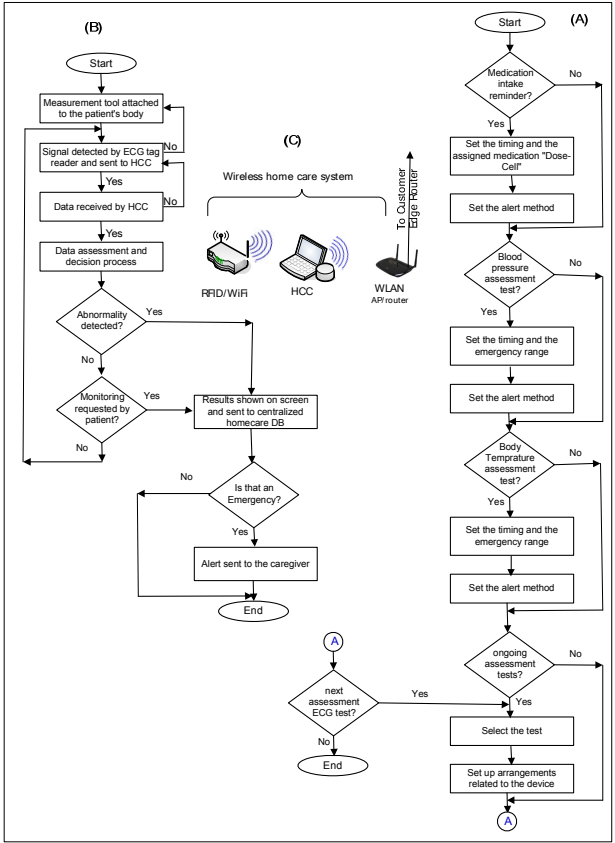 (B)
Start
Measurement tool attached
to the patient's body
No
Signal detected by ECG tag
reader and sent to HCC
Yes
No
Data received by HCC
Yes
Data assessment and
decision process
Abnormality
detected?
Yes
No
Monitoring
requested by
patient?
Yes
No
Results shown on screen
and sent to centralized
homecare DB
No
Is that an
Emergency?
Yes
Alert sent to the caregiver
End
(C)
Wireless home care system
To Customer
Edge Router
RFID/WiFi
HCC
WLAN
AP/router
(A)
Start
Medication
intake
reminder?
No
Yes
Set the timing and the
assigned medication "Dose-
Cell"
Set the alert method
Blood
pressure
assessment
test?
No
Yes
Set the timing and the
emergency range
Set the alert method
Body
Temprature
assessment
test?
No
Yes
Set the timing and the
emergency range
Set the alert method
ongoing
assessment
tests?
No
Yes
Select the test
Set up arrangements
related to the device
A
A
next
assessment
ECG test?
Yes
No
End